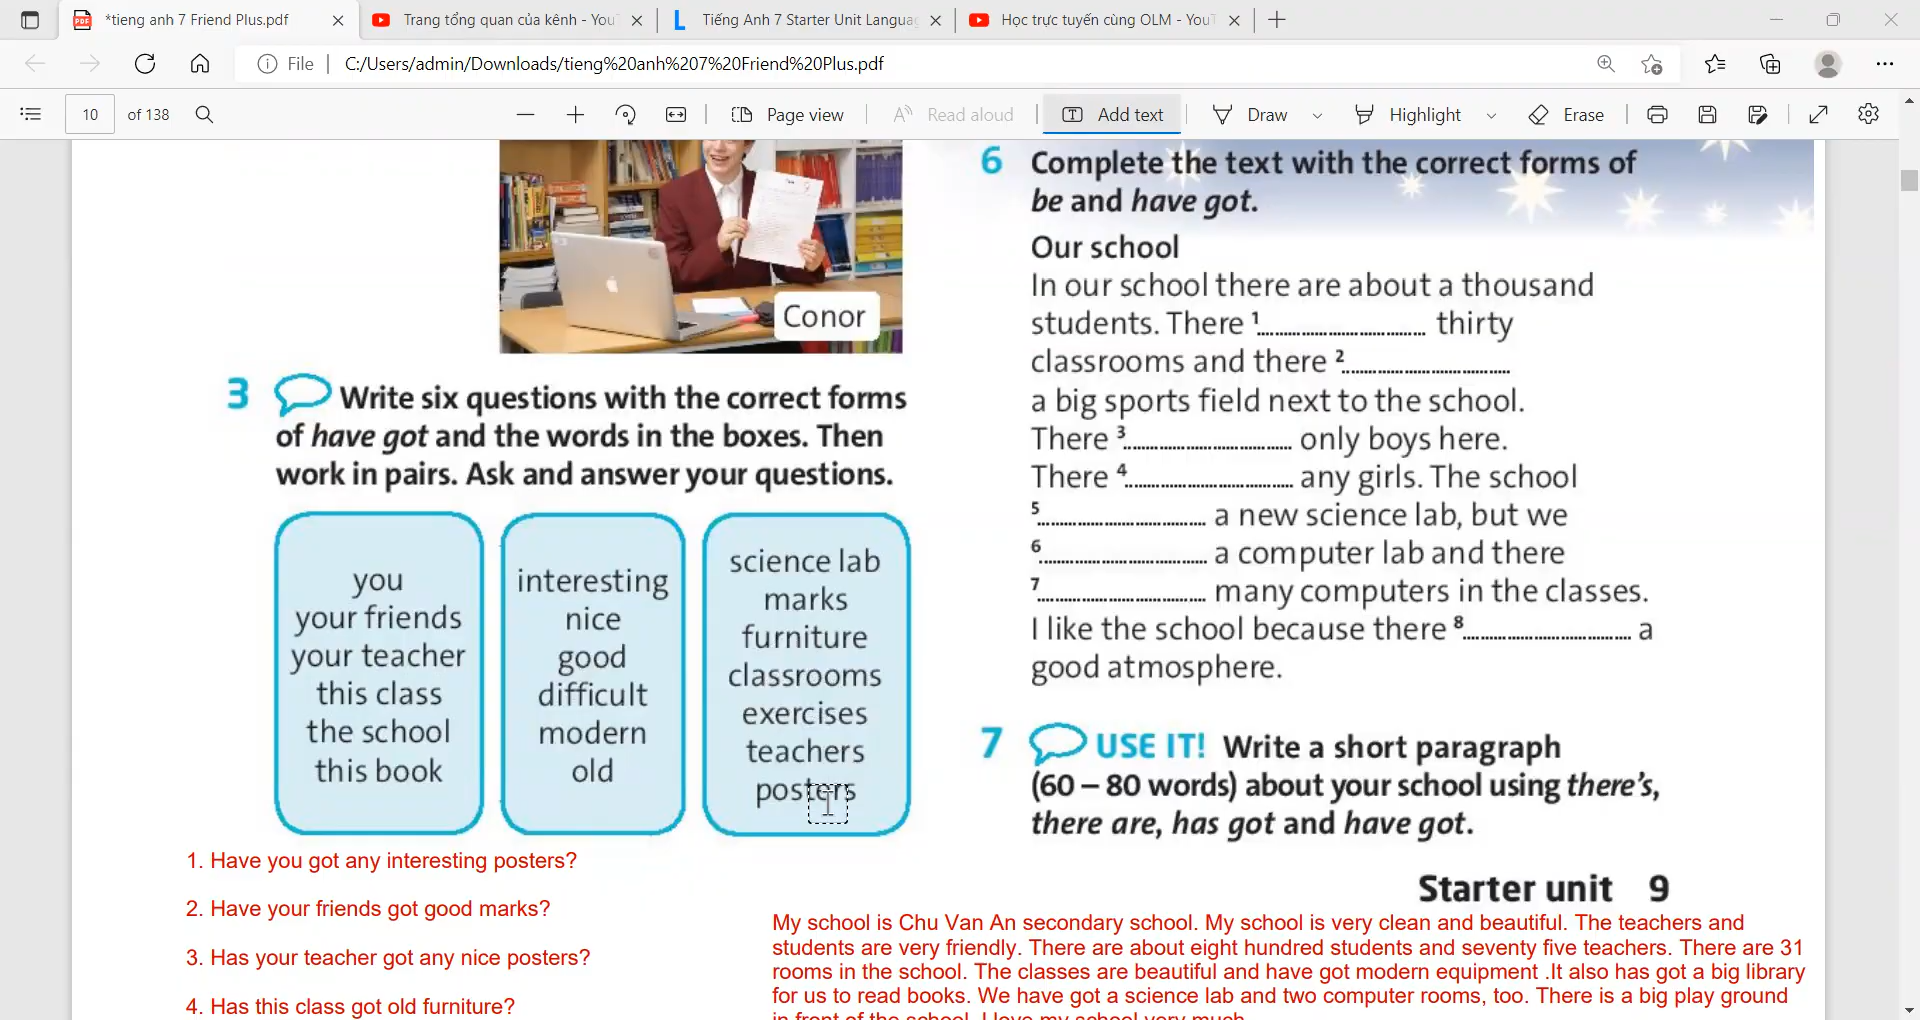 *tieng anh 7 Friend Plus.pdf
Trang tổng quan của kênh - You
Tiếng Anh 7 Starter Unit Langua
Học trực tuyến cùng OLM - YouT
File
C:/Users/admin/Downloads/tieng%20anh%207%20Friend%20Plus.pdf
10 of 138
Page view
Read aloud
Add text
Draw
Highlight
Erase
Conor
3 Write six questions with the correct forms
of have got and the words in the boxes. Then
work in pairs. Ask and answer your questions.
you
your friends
your teacher
this class
the school
this book
interesting
nice
good
difficult
modern
old
science lab
marks
furniture
classrooms
exercises
teachers
posters
1. Have you got any interesting posters?
2. Have your friends got good marks?
3. Has your teacher got any nice posters?
4. Has this class got old furniture?
6 Complete the text with the correct forms of
be and have got.
Our school
In our school there are about a thousand
students. There 1.............................. thirty
classrooms and there 2..............................
a big sports field next to the school.
There 3.............................. only boys here.
There 4.............................. any girls. The school
5.............................. a new science lab, but we
6.............................. a computer lab and there
7.............................. many computers in the classes.
I like the school because there 8.............................. a
good atmosphere.
7 USE IT! Write a short paragraph
(60 – 80 words) about your school using there's,
there are, has got and have got.
Starter unit 9
My school is Chu Van An secondary school. My school is very clean and beautiful. The teachers and
students are very friendly. There are about eight hundred students and seventy five teachers. There are 31
rooms in the school. The classes are beautiful and have got modern equipment .It also has got a big library
for us to read books. We have got a science lab and two computer rooms, too. There is a big play ground
in front of the school. I love my school very much